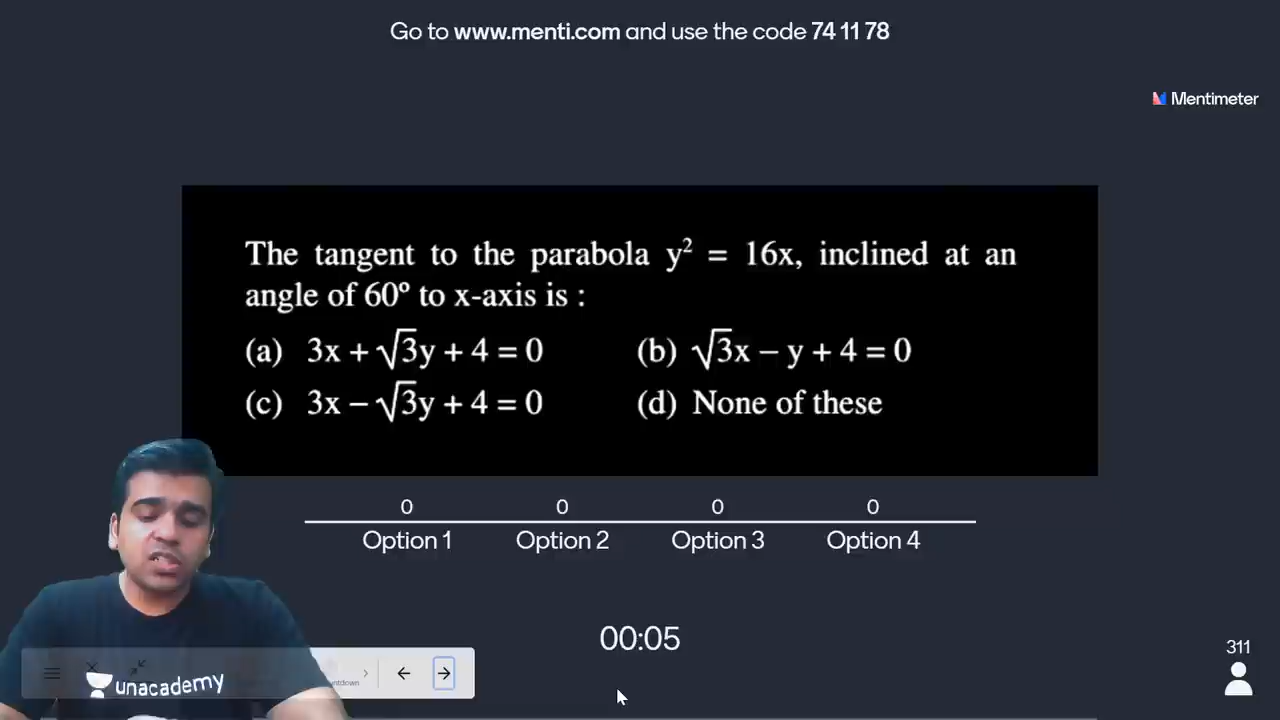 Go to www.menti.com and use the code 74 11 78
Mentimeter
The tangent to the parabola y² = 16x, inclined at an
angle of 60º to x-axis is :
(a) 3x + √3y + 4 = 0 (b) √3x − y + 4 = 0
(c) 3x − √3y + 4 = 0 (d) None of these
0 0 0 0
Option 1 Option 2 Option 3 Option 4
00:05
311
ntdown
unacademy